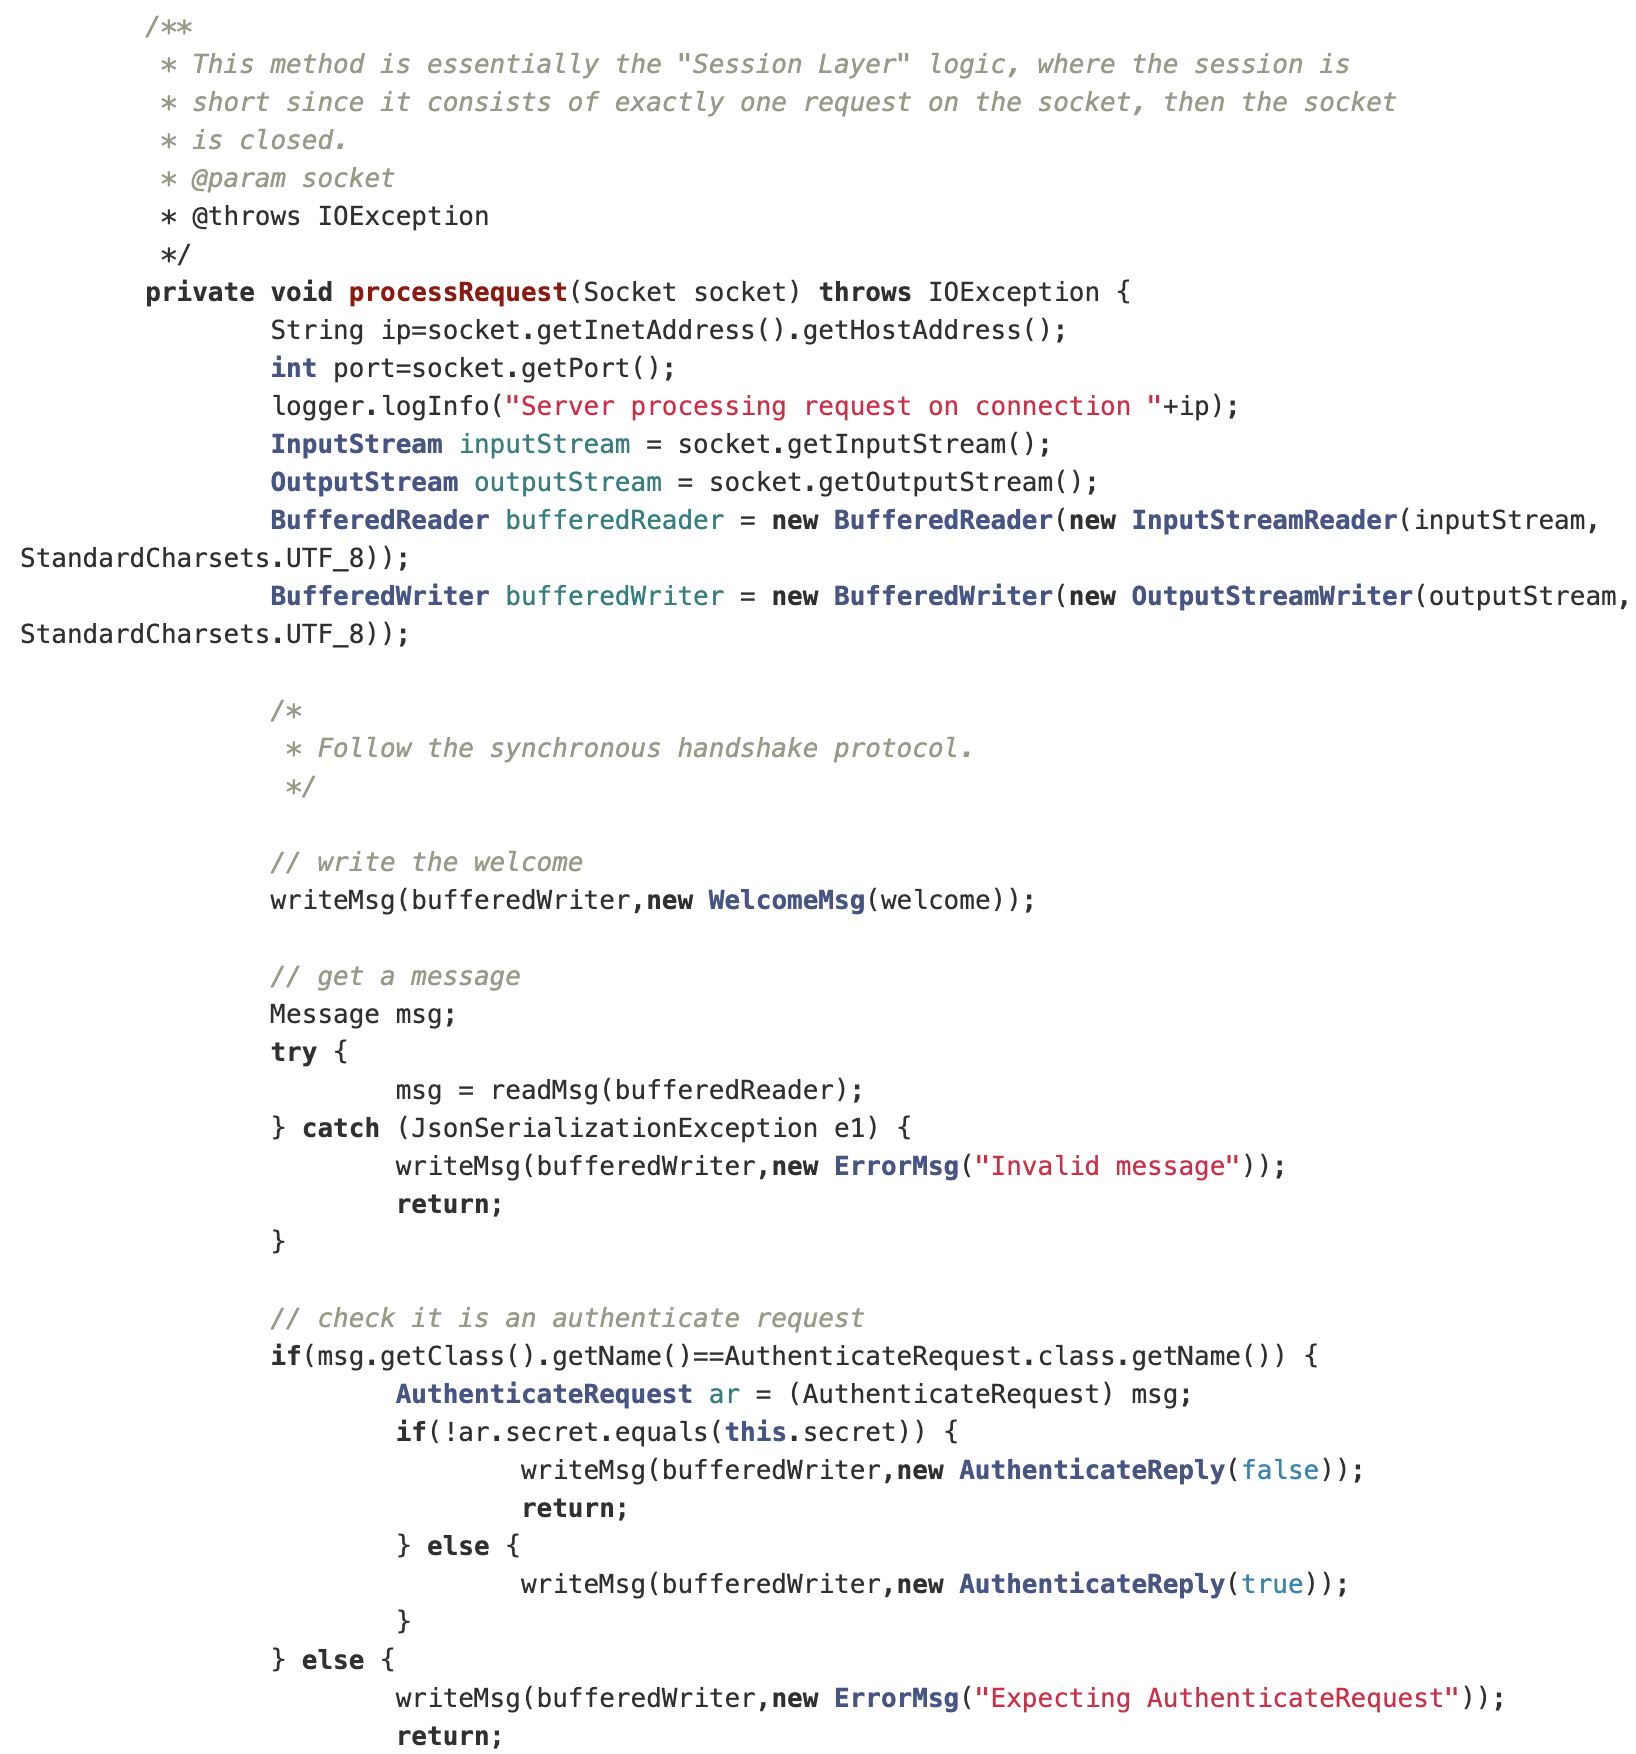 /**
 * This method is essentially the "Session Layer" logic, where the session is
 * short since it consists of exactly one request on the socket, then the socket
 * is closed.
 * @param socket
 * @throws IOException
 */
private void processRequest(Socket socket) throws IOException {
String ip=socket.getInetAddress().getHostAddress();
int port=socket.getPort();
logger.logInfo("Server processing request on connection "+ip);
InputStream inputStream = socket.getInputStream();
OutputStream outputStream = socket.getOutputStream();
BufferedReader bufferedReader = new BufferedReader(new InputStreamReader(inputStream,
StandardCharsets.UTF_8));
BufferedWriter bufferedWriter = new BufferedWriter(new OutputStreamWriter(outputStream,
StandardCharsets.UTF_8));
/*
 * Follow the synchronous handshake protocol.
 */
// write the welcome
writeMsg(bufferedWriter,new WelcomeMsg(welcome));
// get a message
Message msg;
try {
msg = readMsg(bufferedReader);
} catch (JsonSerializationException e1) {
writeMsg(bufferedWriter,new ErrorMsg("Invalid message"));
return;
}
// check it is an authenticate request
if(msg.getClass().getName()==AuthenticateRequest.class.getName()) {
AuthenticateRequest ar = (AuthenticateRequest) msg;
if(!ar.secret.equals(this.secret)) {
writeMsg(bufferedWriter,new AuthenticateReply(false));
return;
} else {
writeMsg(bufferedWriter,new AuthenticateReply(true));
}
} else {
writeMsg(bufferedWriter,new ErrorMsg("Expecting AuthenticateRequest"));
return;